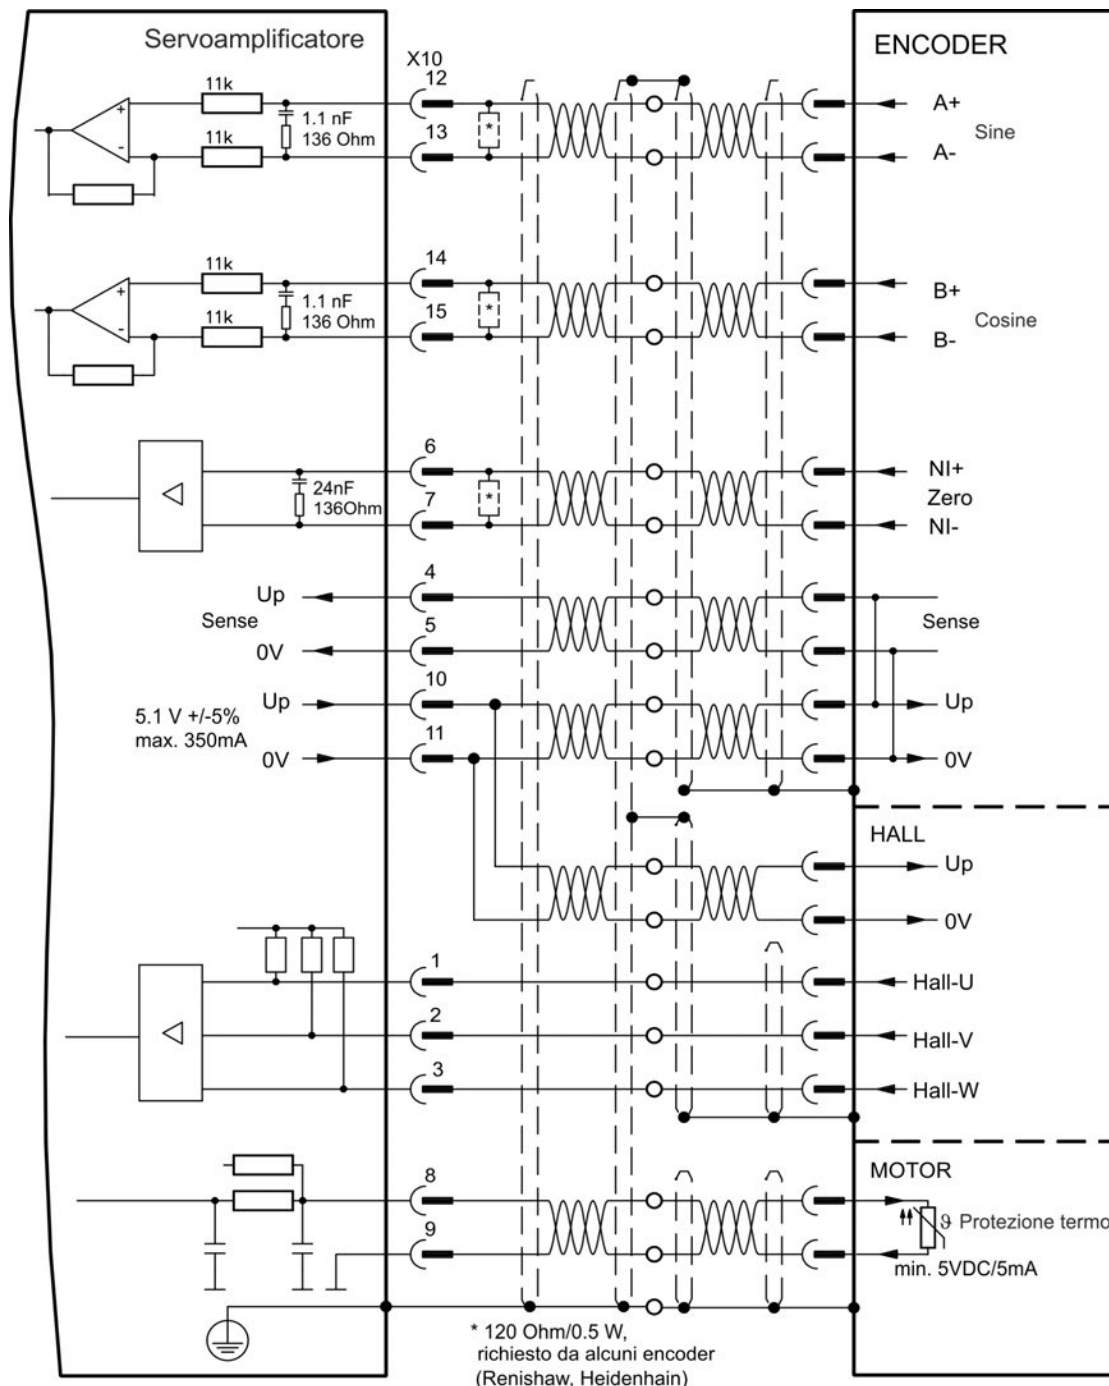 Servoamplificatore
ENCODER
X10
12
11k
A+
1.1 nF
136 Ohm
*
Sine
13
11k
A-
14
11k
B+
1.1 nF
136 Ohm
*
Cosine
15
11k
B-
6
NI+
24nF
136Ohm
*
Zero
7
NI-
4
Up
Sense
Sense
5
0V
10
Up
Up
5.1 V +/-5%
max. 350mA
11
0V
0V
HALL
Up
0V
1
Hall-U
2
Hall-V
3
Hall-W
MOTOR
8
ϑ Protezione termo
9
min. 5VDC/5mA
* 120 Ohm/0.5 W,
richiesto da alcuni encoder
(Renishaw, Heidenhain)
+
-
+
-